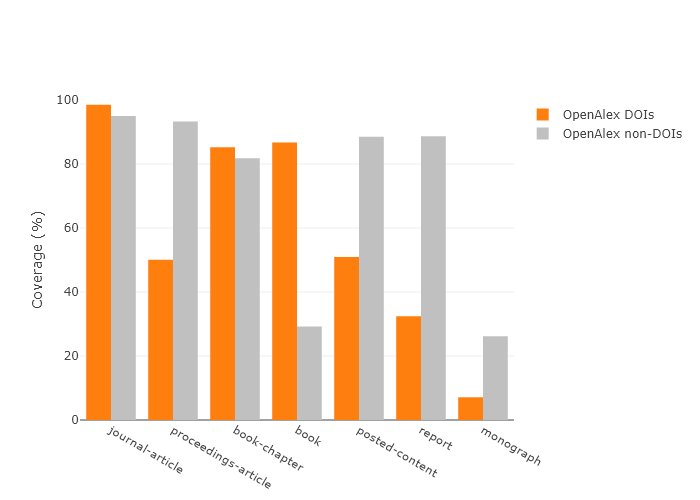 OpenAlex DOIs
OpenAlex non-DOIs
Coverage (%)
100
80
60
40
20
0
journal-article
proceedings-article
book-chapter
book
posted-content
report
monograph